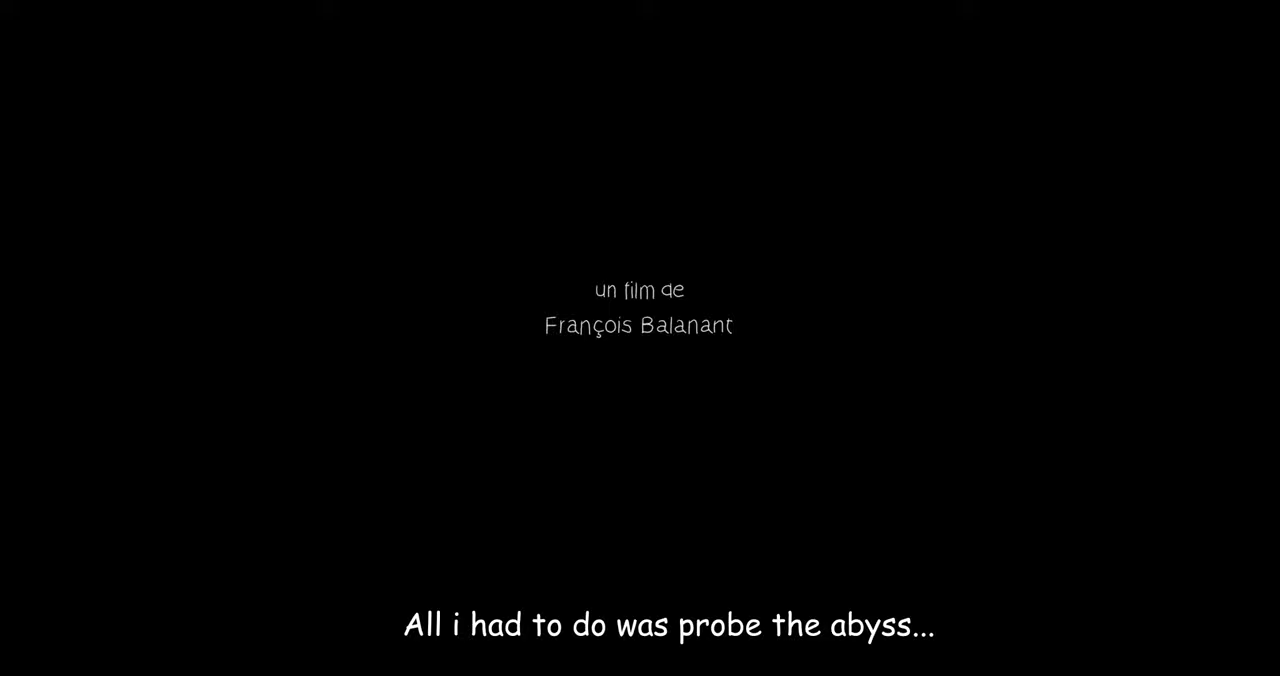 un film de
François Balanant
All i had to do was probe the abyss...